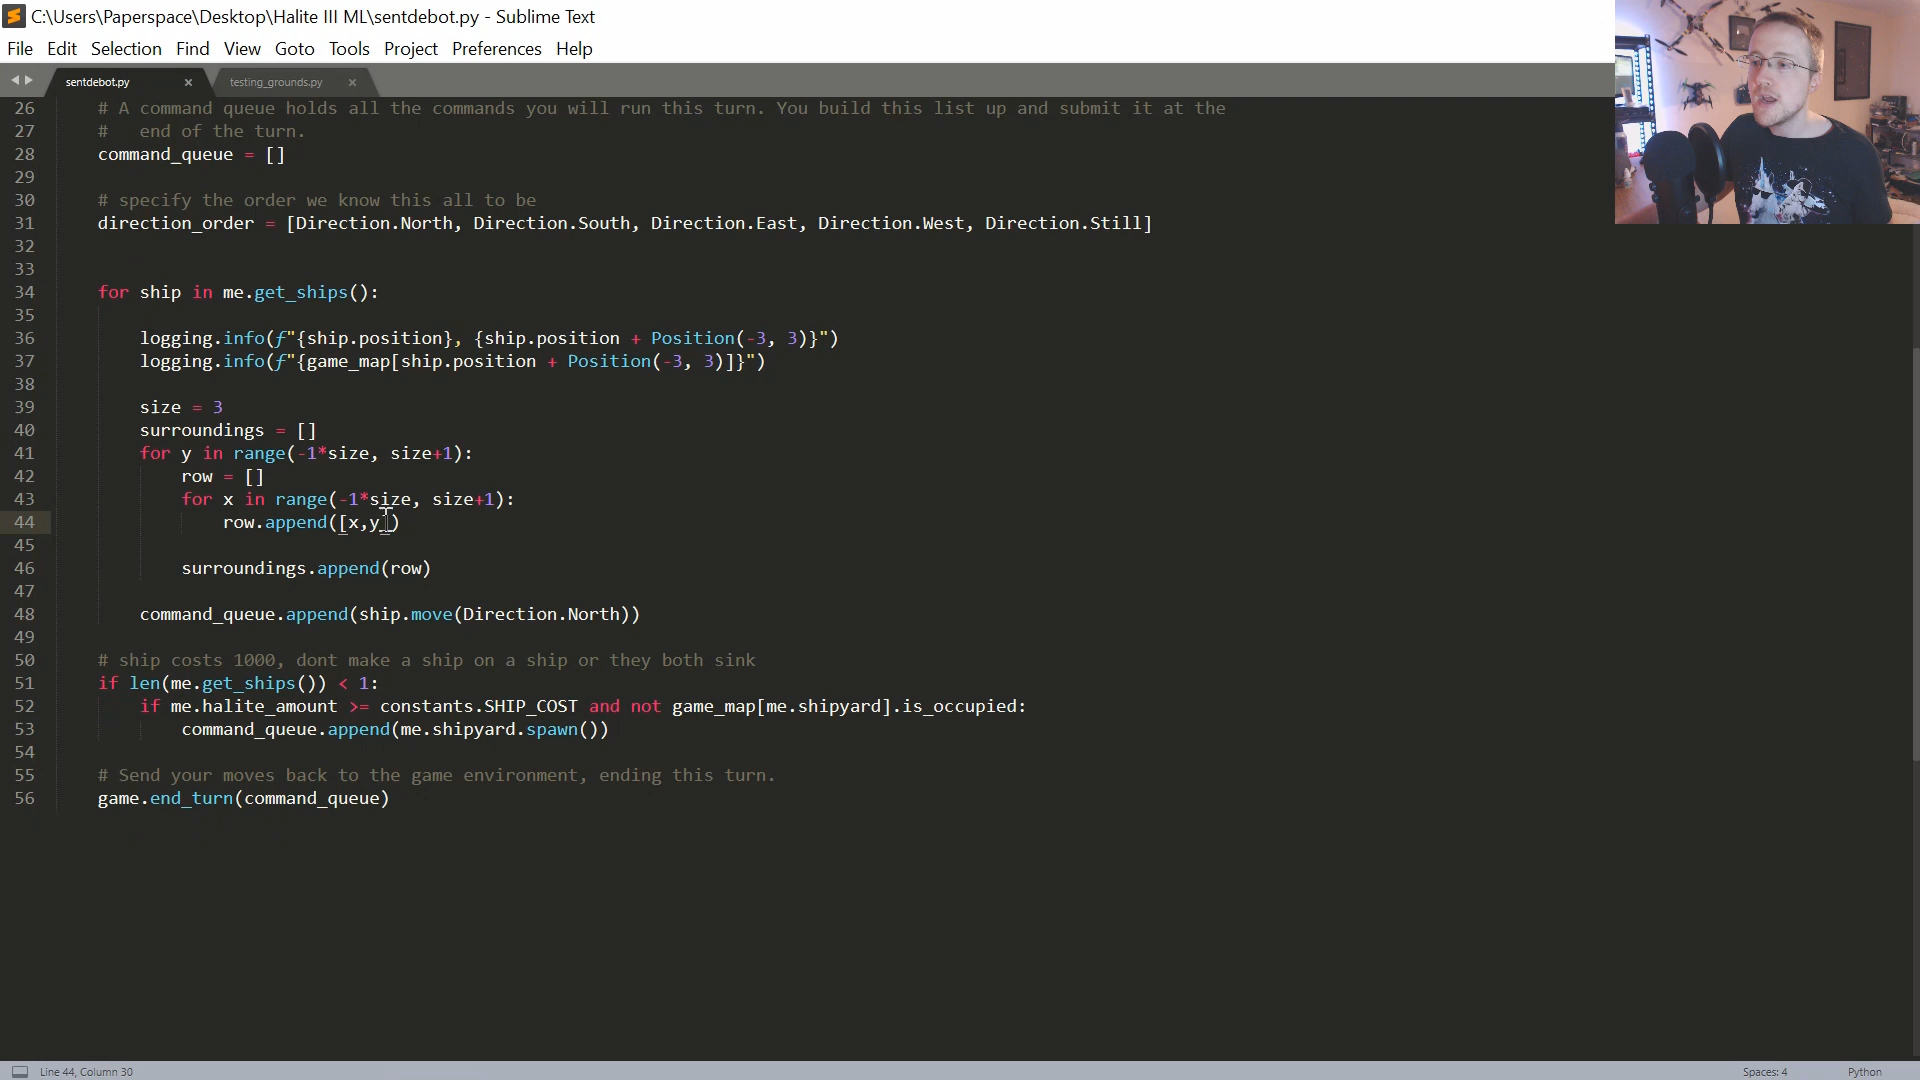 C:\Users\Paperspace\Desktop\Halite III ML\sentdebot.py - Sublime Text
File Edit Selection Find View Goto Tools Project Preferences Help
sentdebot.py × testing_grounds.py ×
26 # A command queue holds all the commands you will run this turn. You build this list up and submit it at the
27 #   end of the turn.
28 command_queue = []
29
30 # specify the order we know this all to be
31 direction_order = [Direction.North, Direction.South, Direction.East, Direction.West, Direction.Still]
32
33
34 for ship in me.get_ships():
35
36 logging.info(f"{ship.position}, {ship.position + Position(-3, 3)}")
37 logging.info(f"{game_map[ship.position + Position(-3, 3)]}")
38
39 size = 3
40 surroundings = []
41 for y in range(-1*size, size+1):
42 row = []
43 for x in range(-1*size, size+1):
44 row.append([x,y])
45
46 surroundings.append(row)
47
48 command_queue.append(ship.move(Direction.North))
49
50 # ship costs 1000, dont make a ship on a ship or they both sink
51 if len(me.get_ships()) < 1:
52 if me.halite_amount >= constants.SHIP_COST and not game_map[me.shipyard].is_occupied:
53 command_queue.append(me.shipyard.spawn())
54
55 # Send your moves back to the game environment, ending this turn.
56 game.end_turn(command_queue)
Line 44, Column 30 Spaces: 4 Python